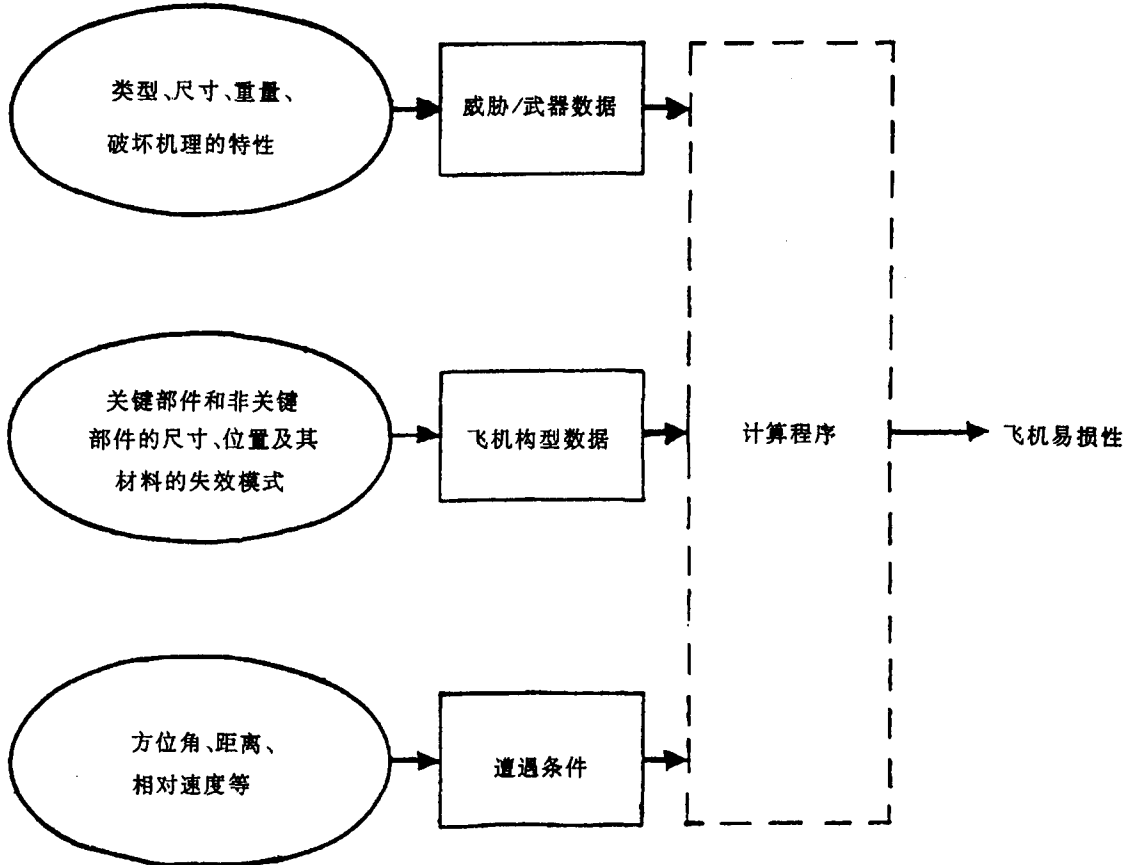 类型、尺寸、重量、
破坏机理的特性
威胁/武器数据
关键部件和非关键
部件的尺寸、位置及其
材料的失效模式
飞机构型数据
计算程序
飞机易损性
方位角、距离、
相对速度等
遭遇条件